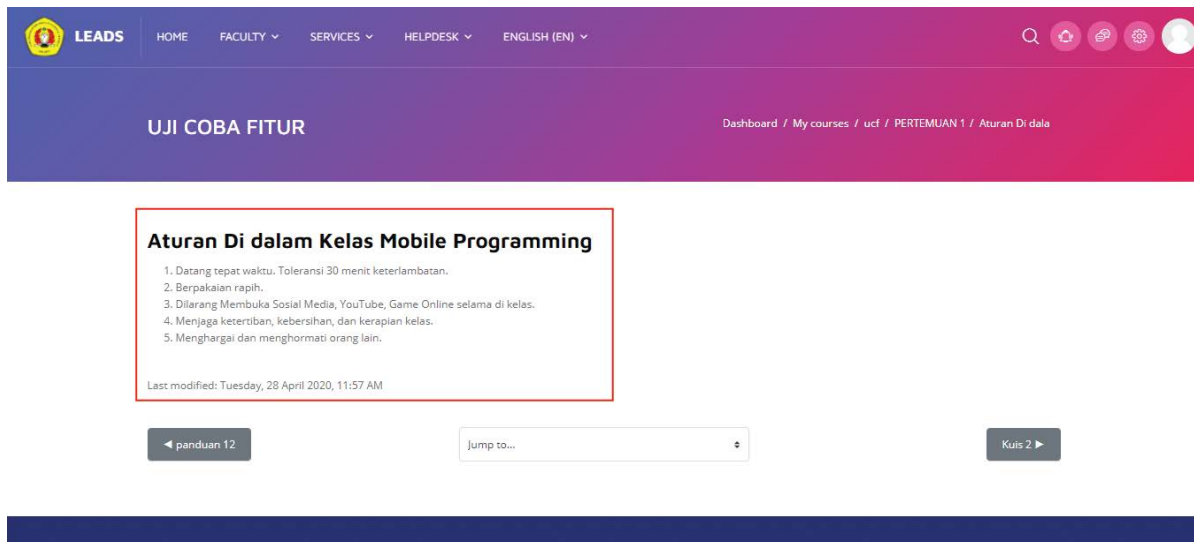 LEADS HOME FACULTY SERVICES HELPDESK ENGLISH (EN)
UJI COBA FITUR
Dashboard / My courses / ucf / PERTEMUAN 1 / Aturan Di dala
Aturan Di dalam Kelas Mobile Programming
1. Datang tepat waktu. Toleransi 30 menit keterlambatan.
2. Berpakaian rapih.
3. Dilarang Membuka Sosial Media, YouTube, Game Online selama di kelas.
4. Menjaga ketertiban, kebersihan, dan kerapian kelas.
5. Menghargai dan menghormati orang lain.
Last modified: Tuesday, 28 April 2020, 11:57 AM
◄ panduan 12
Jump to...
Kuis 2 ►